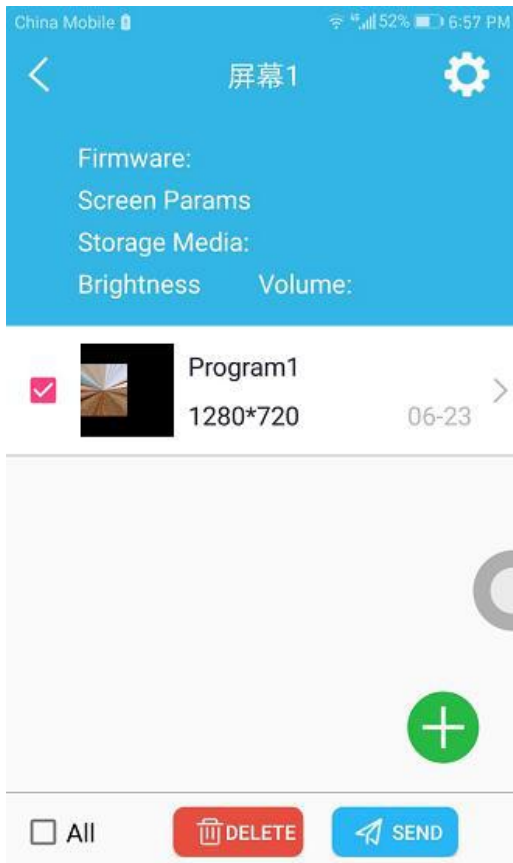 China Mobile 52% 6:57 PM
屏幕1
Firmware:
Screen Params
Storage Media:
Brightness Volume:
Program1
1280*720 06-23
All DELETE SEND